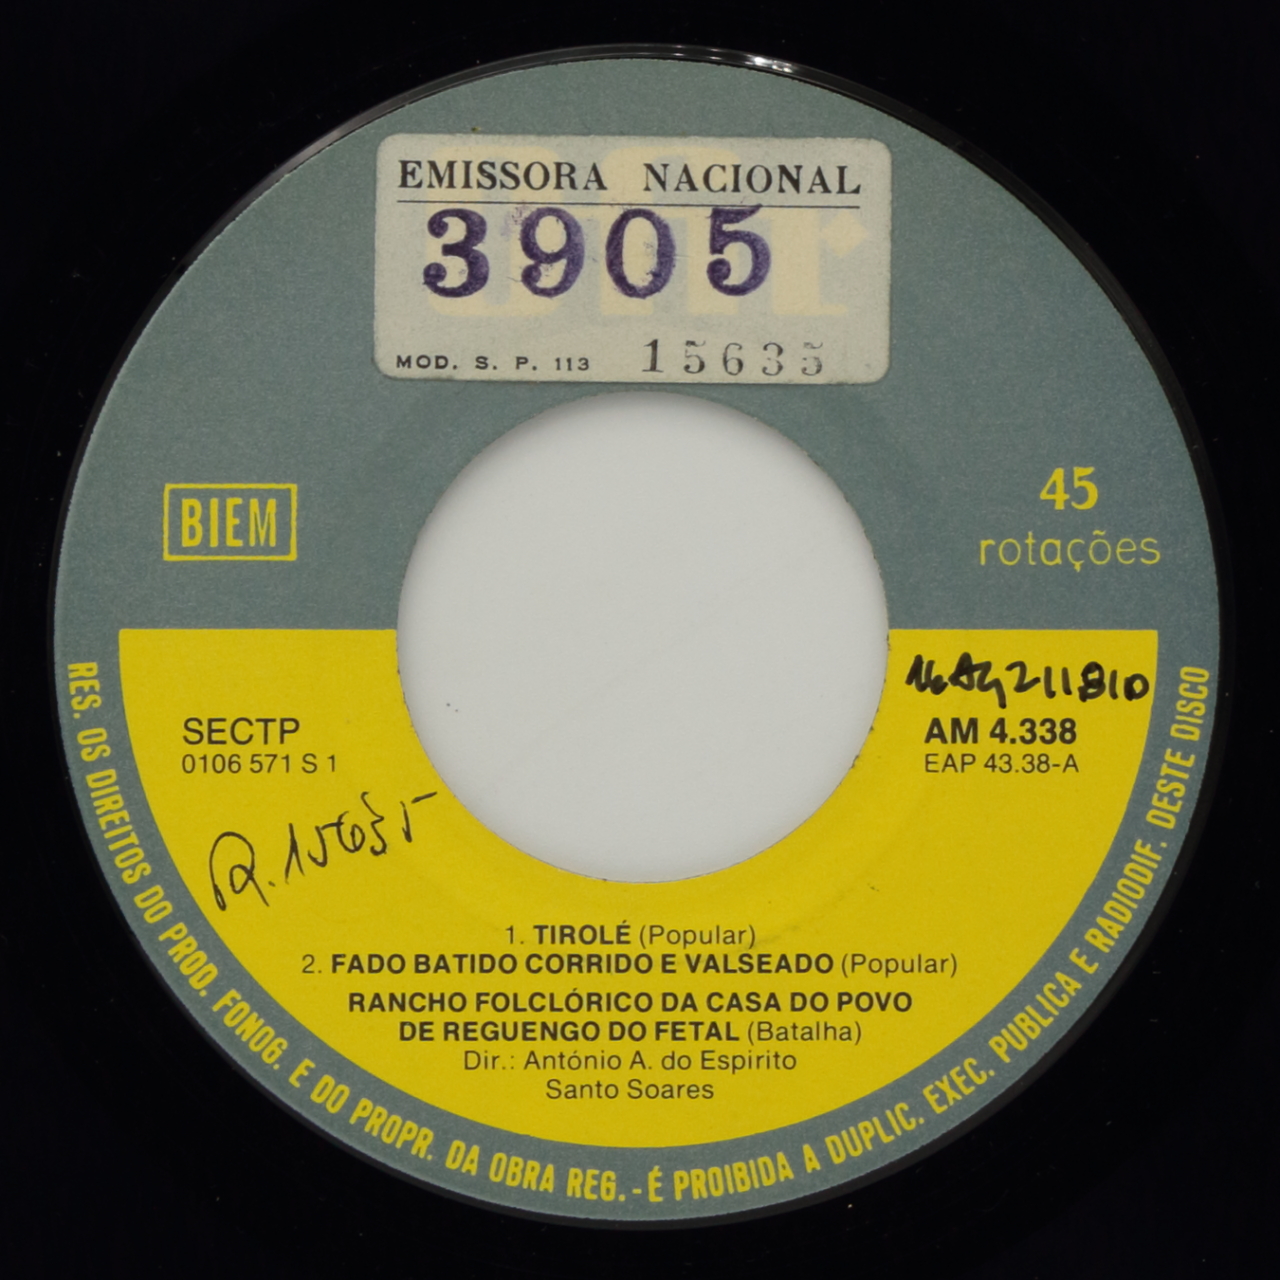 EMISSORA NACIONAL
3905
MOD. S. P. 113 15635
BIEM
45
rotações
SECTP
0106 571 S 1
AM 4.338
EAP 43.38-A
1. TIROLÉ (Popular)
2. FADO BATIDO CORRIDO E VALSEADO (Popular)
RANCHO FOLCLÓRICO DA CASA DO POVO
DE REGUENGO DO FETAL (Batalha)
Dir.: António A. do Espirito
Santo Soares
RES. OS DIREITOS DO PROD. FONOG. E DO PROPR. DA OBRA REG. - É PROIBIDA A DUPLIC. EXEC. PUBLICA E RADIODIF. DESTE DISCO